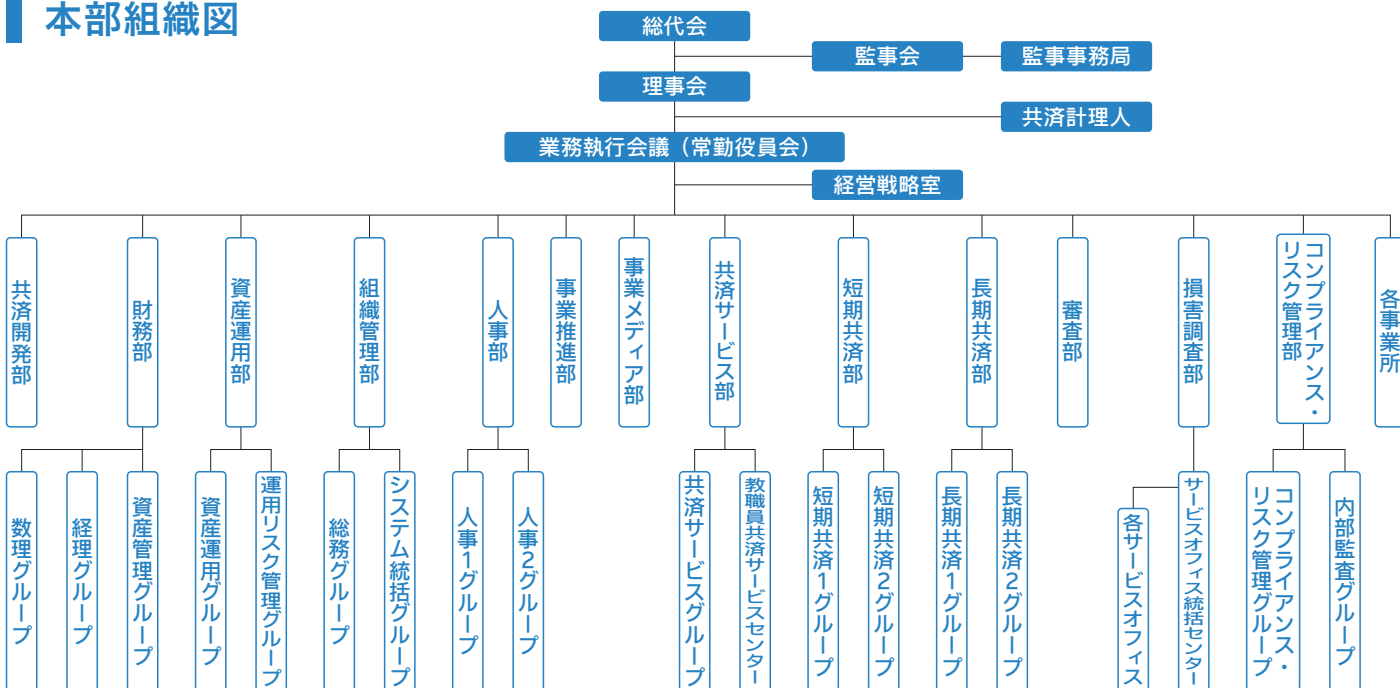 本部組織図
総代会
監事会
監事事務局
理事会
共済計理人
業務執行会議（常勤役員会）
経営戦略室
共済開発部
財務部
資産運用部
組織管理部
人事部
事業推進部
事業メディア部
共済サービス部
短期共済部
長期共済部
審査部
損害調査部
コンプライアンス・
リスク管理部
各事業所
数理グループ
経理グループ
資産管理グループ
資産運用グループ
運用リスク管理グループ
総務グループ
システム統括グループ
人事1グループ
人事2グループ
共済サービスグループ
教職員共済サービスセンター
短期共済1グループ
短期共済2グループ
長期共済1グループ
長期共済2グループ
各サービスオフィス
サービスオフィス統括センター
コンプライアンス・
リスク管理グループ
内部監査グループ